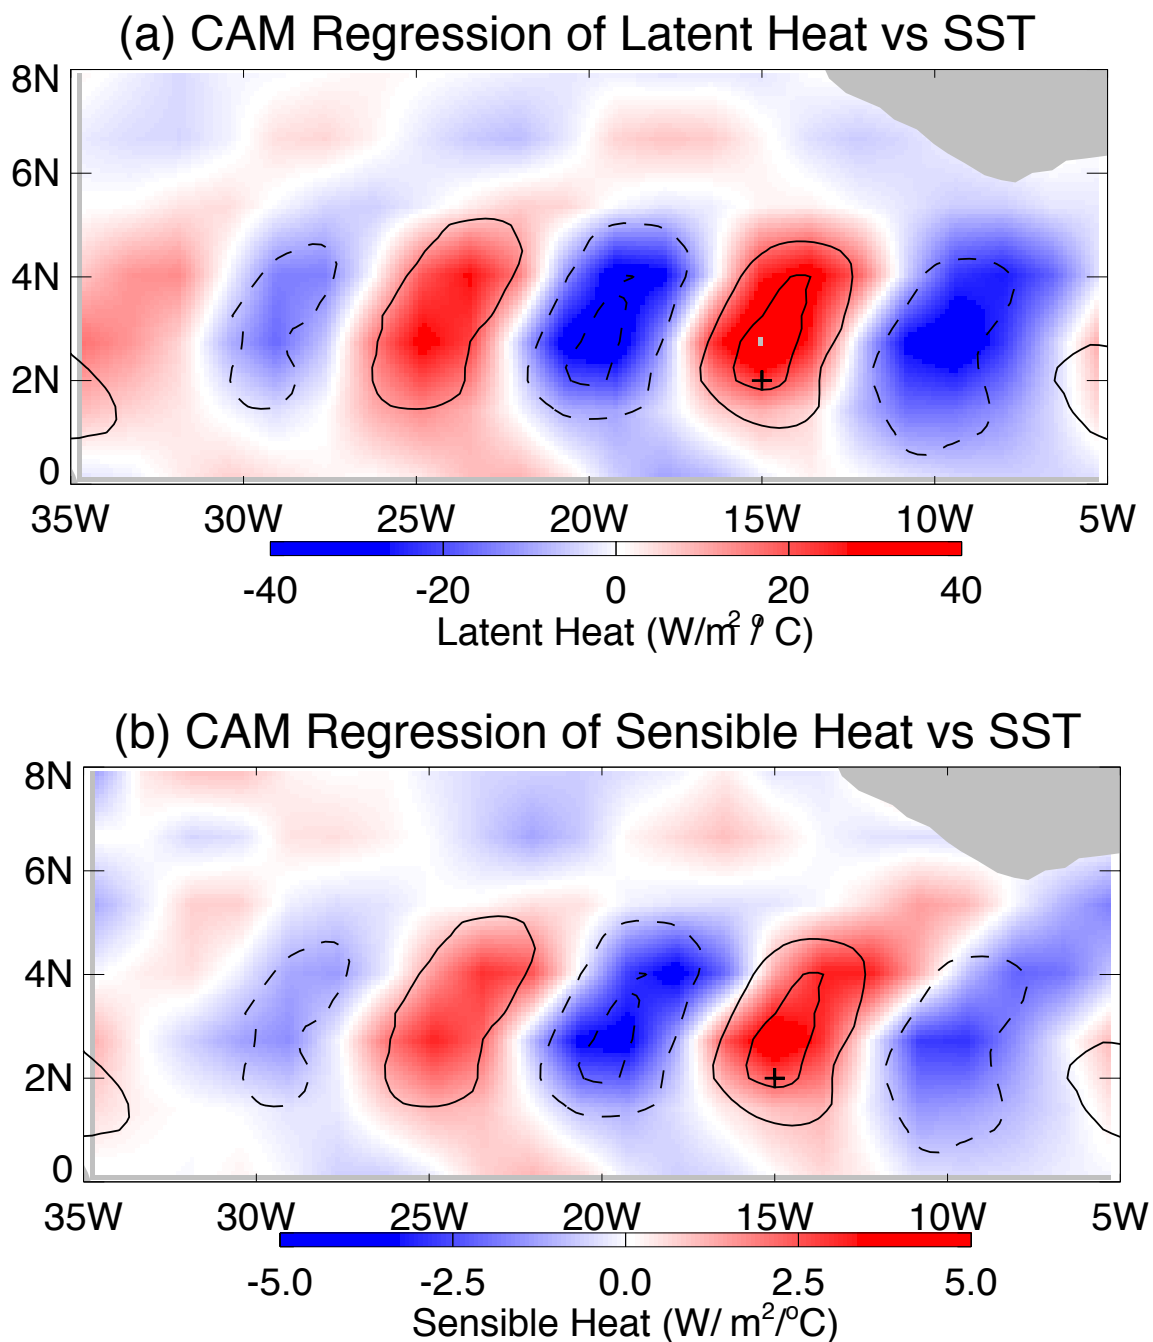 (a) CAM Regression of Latent Heat vs SST
8N
6N
4N
2N
0
35W 30W 25W 20W 15W 10W 5W
-40 -20 0 20 40
Latent Heat (W/m² /º C)
(b) CAM Regression of Sensible Heat vs SST
8N
6N
4N
2N
0
35W 30W 25W 20W 15W 10W 5W
-5.0 -2.5 0.0 2.5 5.0
Sensible Heat (W/ m²/ºC)